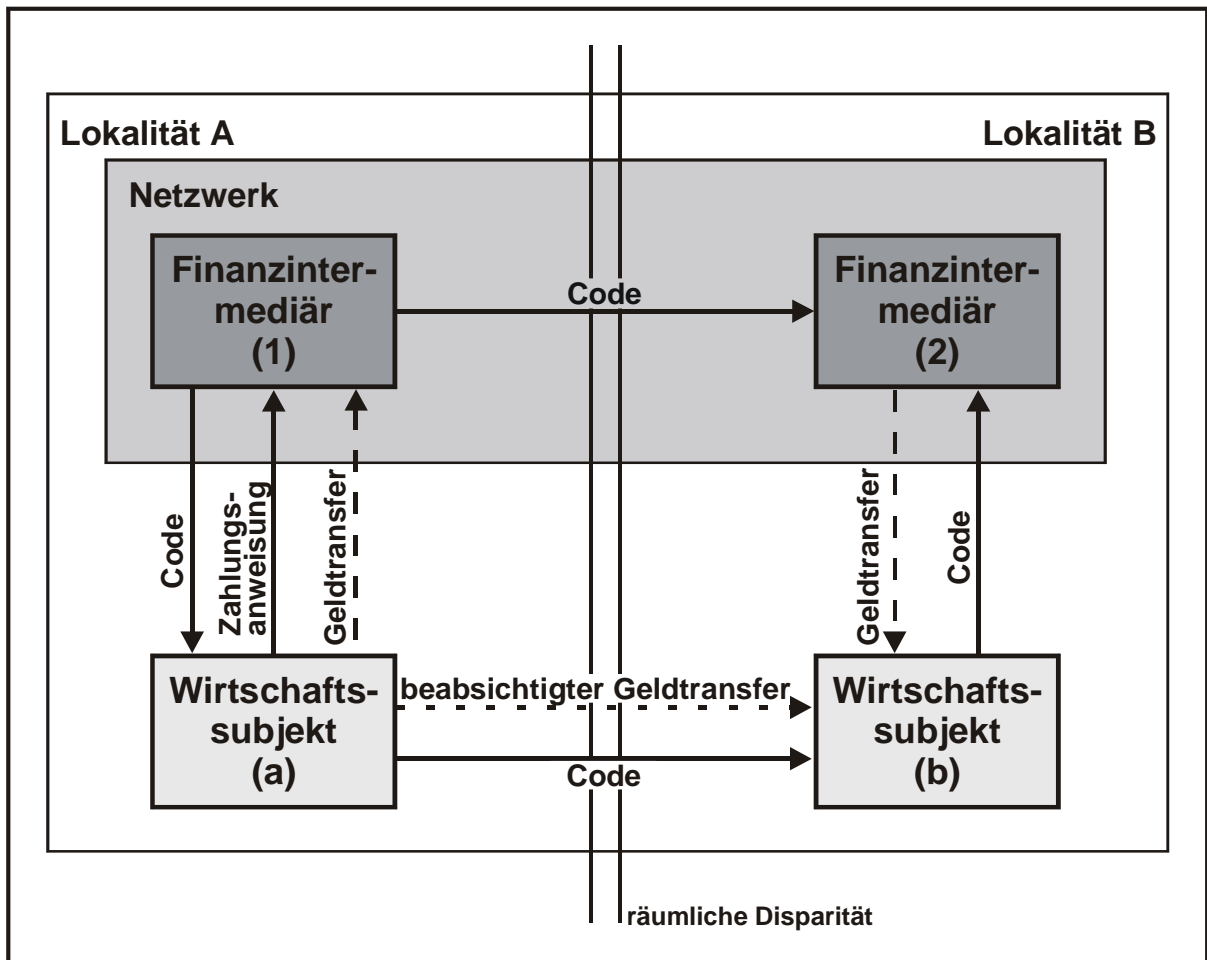 Lokalität A
Lokalität B
Netzwerk
Finanzinter-
mediär
(1)
Code
Finanzinter-
mediär
(2)
Code
Zahlungs-
anweisung
Geldtransfer
Geldtransfer
Code
Wirtschafts-
subjekt
(a)
beabsichtigter Geldtransfer
Code
Wirtschafts-
subjekt
(b)
räumliche Disparität